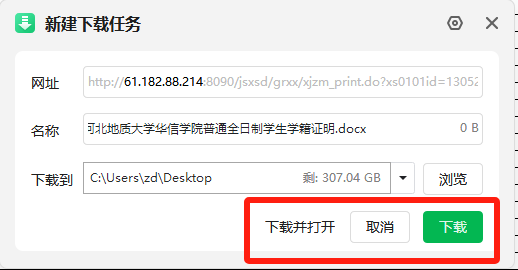 新建下载任务
网址 http://61.182.88.214:8090/jsxsd/grxx/xjzm_print.do?xs0101id=13052
名称 河北地质大学华信学院普通全日制学生学籍证明.docx 0 B
下载到 C:\Users\zd\Desktop 剩: 307.04 GB 浏览
下载并打开 取消 下载